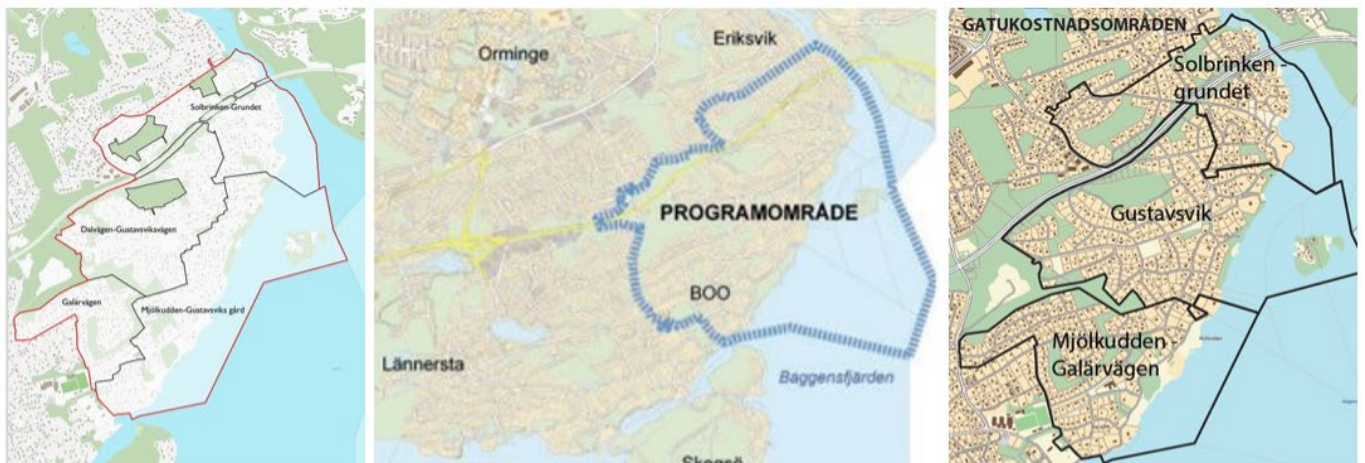 Solbrinken-Grundet
Dalvägen-Gustavsviksvägen
Galärvägen
Mjölkudden-Gustavsviks gård
Eriksvik
Orminge
PROGRAMOMRÅDE
BOO
Lännersta
Baggensfjärden
Skogsö
GATUKOSTNADSOMRÅDEN
Solbrinken -
grundet
Gustavsvik
Mjölkudden -
Galärvägen